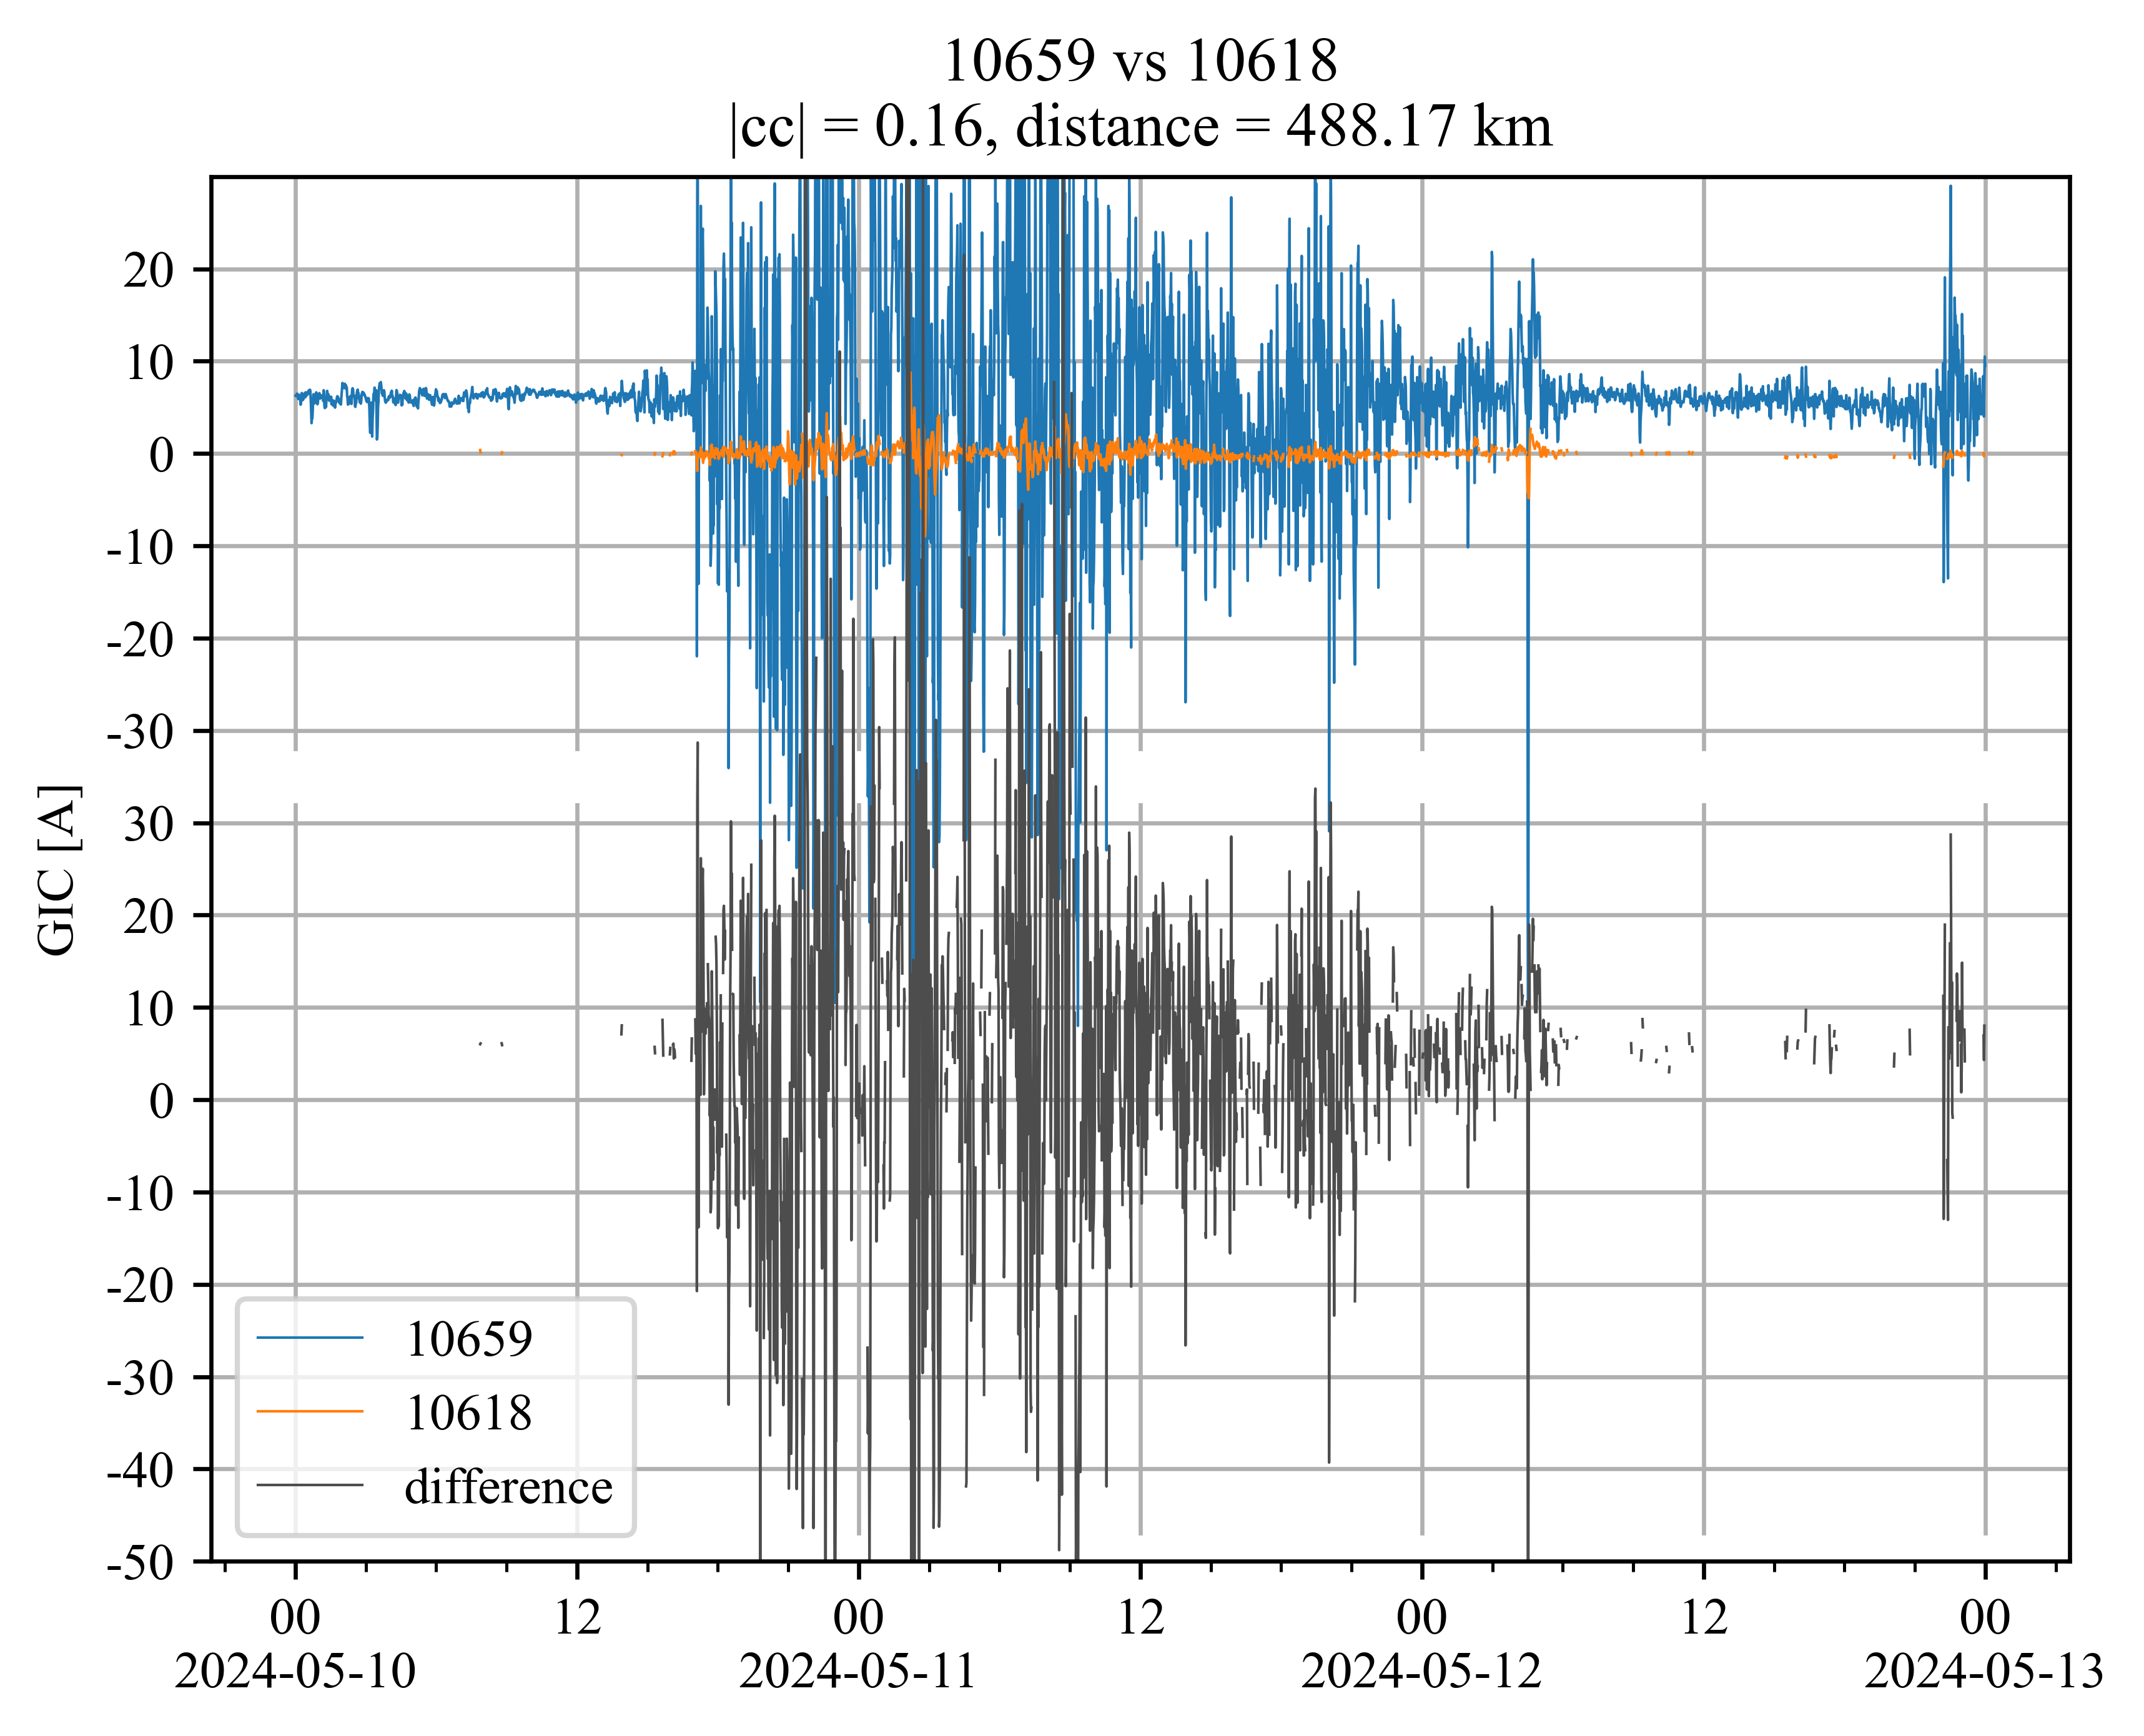 10659 vs 10618
|cc| = 0.16, distance = 488.17 km
GIC [A]
20
10
0
-10
-20
-30
30
20
10
0
-10
-20
-30
-40
-50
10659
10618
difference
00 12 00 12 00 12 00
2024-05-10 2024-05-11 2024-05-12 2024-05-13